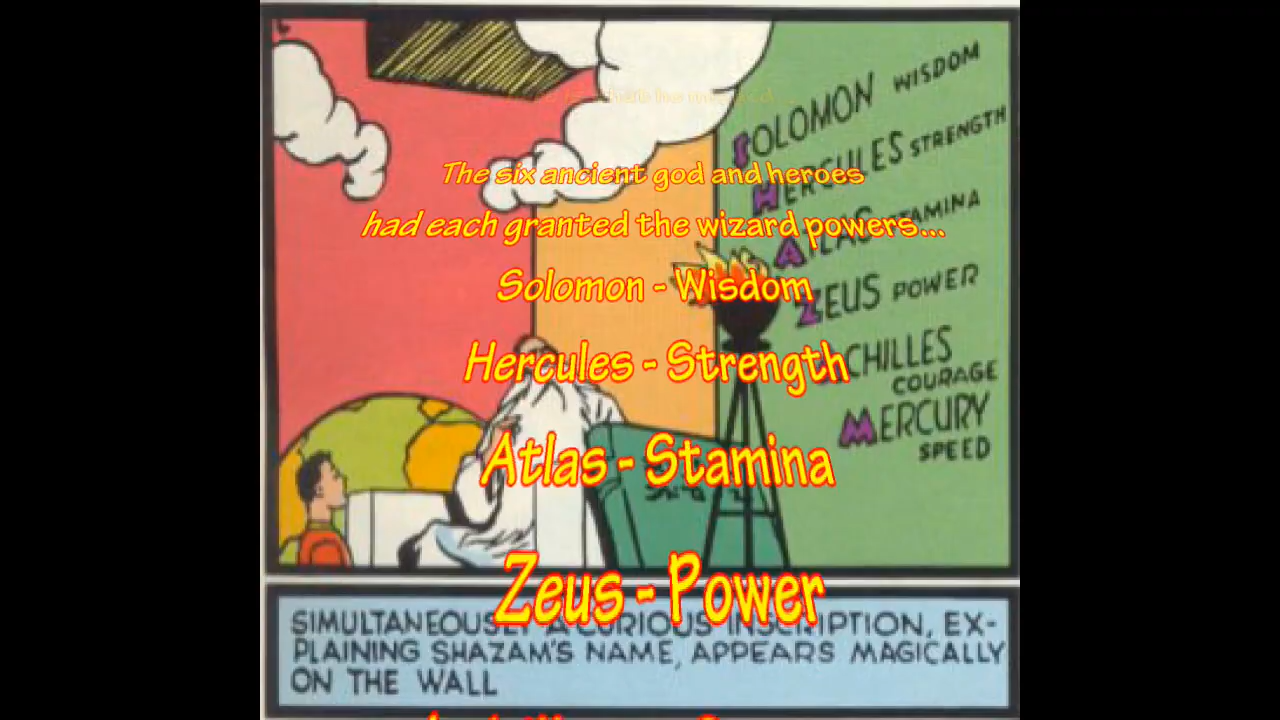 The six ancient god and heroes
had each granted the wizard powers...
Solomon - Wisdom
Hercules - Strength
Atlas - Stamina
Zeus - Power
SOLOMON WISDOM
HERCULES STRENGTH
ATLAS STAMINA
ZEUS POWER
ACHILLES
COURAGE
MERCURY
SPEED
SIMULTANEOUSLY A CURIOUS INSCRIPTION, EX-
PLAINING SHAZAM'S NAME, APPEARS MAGICALLY
ON THE WALL